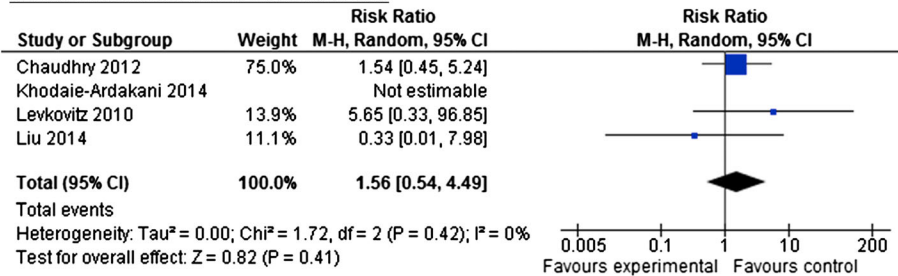 Risk Ratio Risk Ratio
Study or Subgroup Weight M-H, Random, 95% CI M-H, Random, 95% CI
Chaudhry 2012 75.0% 1.54 [0.45, 5.24]
Khodaie-Ardakani 2014 Not estimable
Levkovitz 2010 13.9% 5.65 [0.33, 96.85]
Liu 2014 11.1% 0.33 [0.01, 7.98]
Total (95% CI) 100.0% 1.56 [0.54, 4.49]
Total events
Heterogeneity: Tau² = 0.00; Chi² = 1.72, df = 2 (P = 0.42); I² = 0%
Test for overall effect: Z = 0.82 (P = 0.41)
0.005 0.1 1 10 200
Favours experimental Favours control